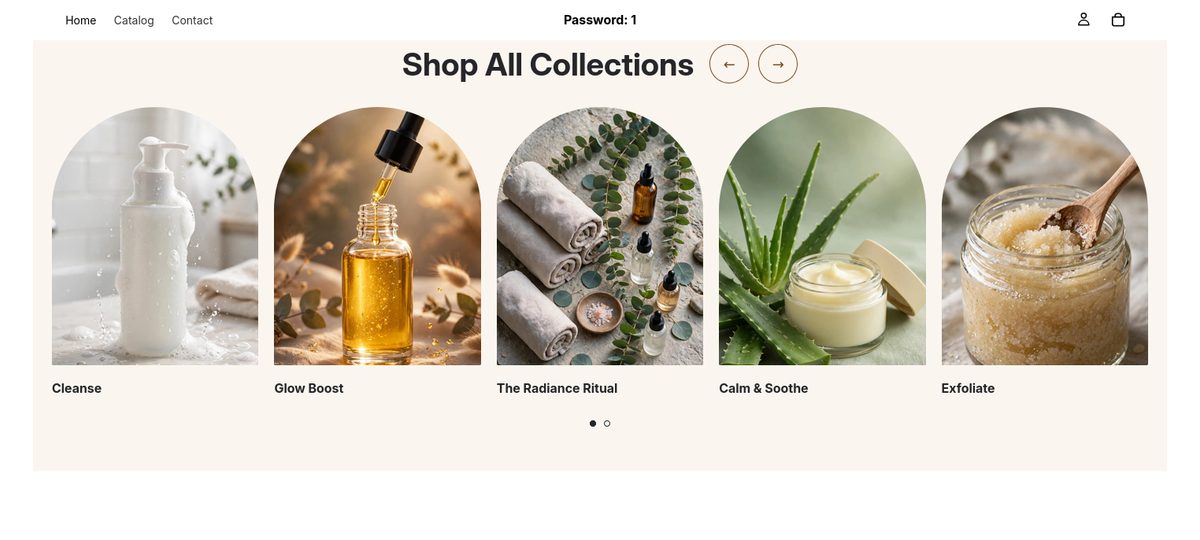 Home Catalog Contact Password: 1
Shop All Collections ← →
Cleanse Glow Boost The Radiance Ritual Calm & Soothe Exfoliate